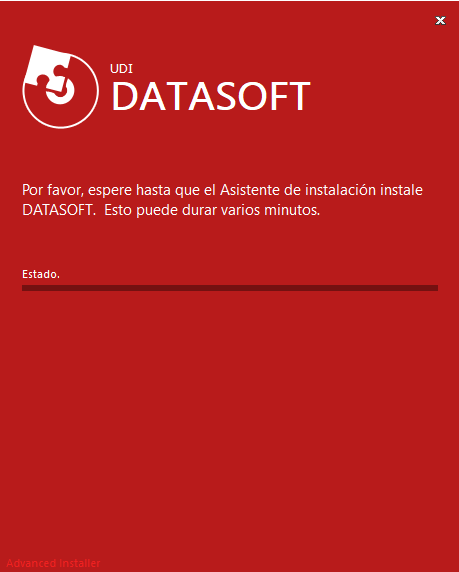 UDI
DATASOFT
Por favor, espere hasta que el Asistente de instalación instale
DATASOFT.  Esto puede durar varios minutos.
Estado.
Advanced Installer